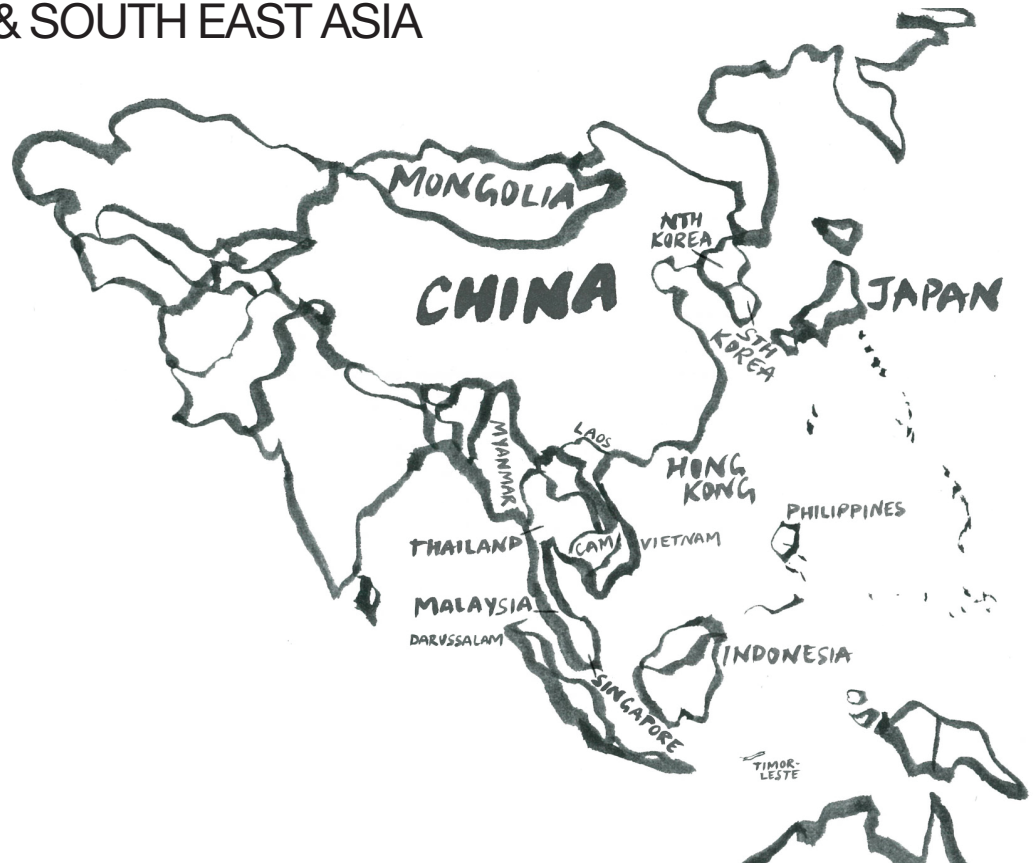 & SOUTH EAST ASIA
MONGOLIA
NTH
KOREA
CHINA
JAPAN
STH
KOREA
MYANMAR
LAOS
HONG
KONG
PHILIPPINES
THAILAND
CAM
VIETNAM
MALAYSIA
DARUSSALAM
INDONESIA
SINGAPORE
TIMOR-
LESTE